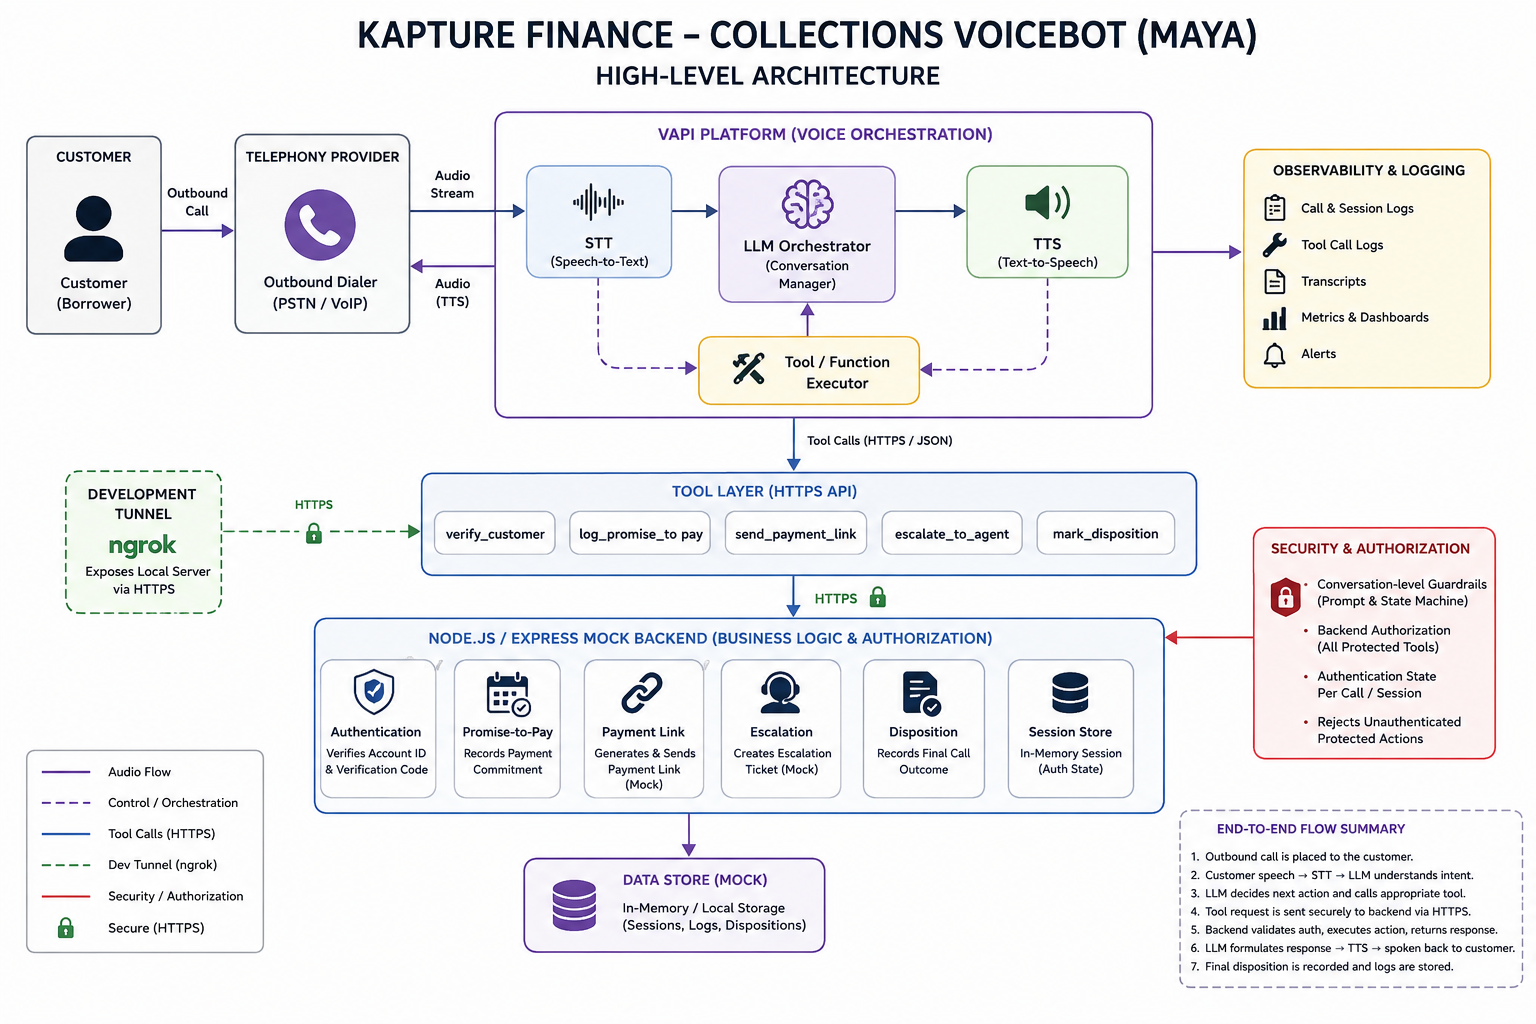 KAPTURE FINANCE – COLLECTIONS VOICEBOT (MAYA)
HIGH-LEVEL ARCHITECTURE
CUSTOMER
Customer
(Borrower)
Outbound
Call
TELEPHONY PROVIDER
Outbound Dialer
(PSTN / VoIP)
Audio
Stream
Audio
(TTS)
VAPI PLATFORM (VOICE ORCHESTRATION)
STT
(Speech-to-Text)
LLM Orchestrator
(Conversation
Manager)
TTS
(Text-to-Speech)
Tool / Function
Executor
OBSERVABILITY & LOGGING
Call & Session Logs
Tool Call Logs
Transcripts
Metrics & Dashboards
Alerts
Tool Calls (HTTPS / JSON)
DEVELOPMENT
TUNNEL
ngrok
Exposes Local Server
via HTTPS
HTTPS
TOOL LAYER (HTTPS API)
verify_customer
log_promise_to pay
send_payment_link
escalate_to_agent
mark_disposition
HTTPS
SECURITY & AUTHORIZATION
• Conversation-level Guardrails
(Prompt & State Machine)
• Backend Authorization
(All Protected Tools)
• Authentication State
Per Call / Session
• Rejects Unauthenticated
Protected Actions
NODE.JS / EXPRESS MOCK BACKEND (BUSINESS LOGIC & AUTHORIZATION)
Authentication
Verifies Account ID
& Verification Code
Promise-to-Pay
Records Payment
Commitment
Payment Link
Generates & Sends
Payment Link
(Mock)
Escalation
Creates Escalation
Ticket (Mock)
Disposition
Records Final Call
Outcome
Session Store
In-Memory Session
(Auth State)
Audio Flow
Control / Orchestration
Tool Calls (HTTPS)
Dev Tunnel (ngrok)
Security / Authorization
Secure (HTTPS)
DATA STORE (MOCK)
In-Memory / Local Storage
(Sessions, Logs, Dispositions)
END-TO-END FLOW SUMMARY
1. Outbound call is placed to the customer.
2. Customer speech → STT → LLM understands intent.
3. LLM decides next action and calls appropriate tool.
4. Tool request is sent securely to backend via HTTPS.
5. Backend validates auth, executes action, returns response.
6. LLM formulates response → TTS → spoken back to customer.
7. Final disposition is recorded and logs are stored.